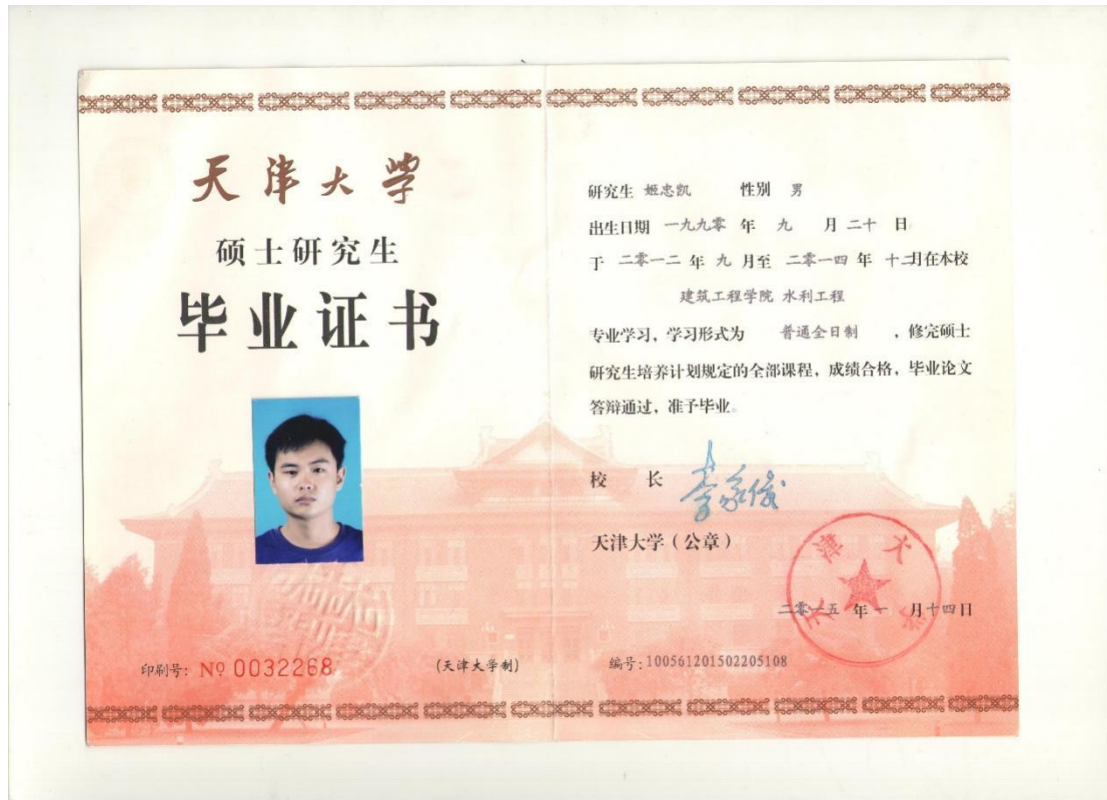 天津大学
硕士研究生
毕业证书
印刷号: Nº 0032268
(天津大学制)
研究生 姬忠凯 性别 男
出生日期 一九九零 年 九 月 二十 日
于 二零一二 年 九 月至 二零一四 年 十二月在本校
建筑工程学院 水利工程
专业学习，学习形式为 普通全日制 ，修完硕士
研究生培养计划规定的全部课程，成绩合格，毕业论文
答辩通过，准予毕业。
校 长 李家俊
天津大学（公章）
天津大学
二零一五 年 一 月十四日
编号:100561201502205108